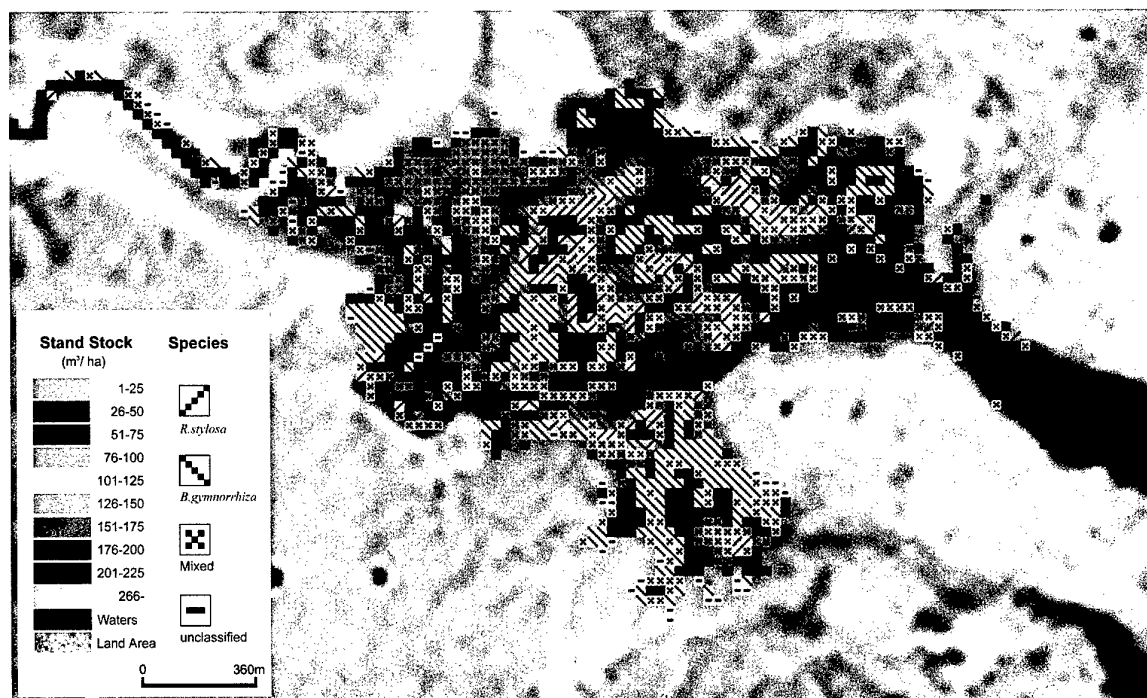 Stand Stock
(m³/ ha)
1-25
26-50
51-75
76-100
101-125
126-150
151-175
176-200
201-225
266-
Waters
Land Area
Species
R.stylosa
B.gymnorrhiza
Mixed
unclassified
0 360m